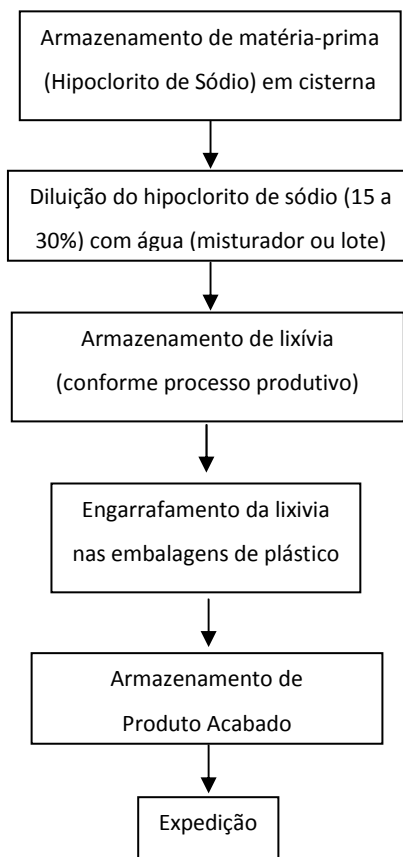 Armazenamento de matéria-prima
(Hipoclorito de Sódio) em cisterna
Diluição do hipoclorito de sódio (15 a
30%) com água (misturador ou lote)
Armazenamento de lixívia
(conforme processo produtivo)
Engarrafamento da lixivia
nas embalagens de plástico
Armazenamento de
Produto Acabado
Expedição